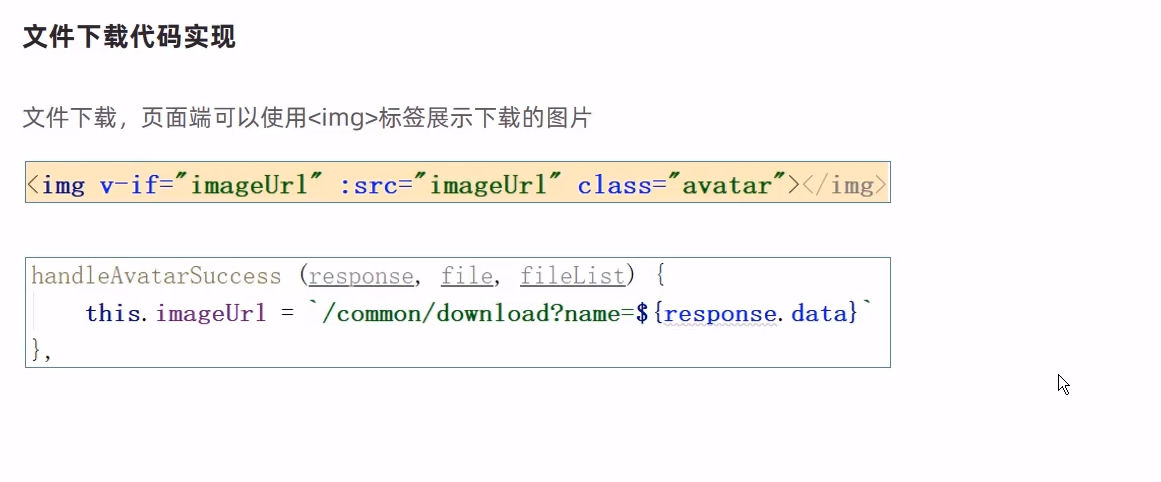 文件下载代码实现
文件下载，页面端可以使用<img>标签展示下载的图片
<img v-if="imageUrl" :src="imageUrl" class="avatar"></img>
handleAvatarSuccess (response, file, fileList) {
this.imageUrl = `/common/download?name=${response.data}`
},